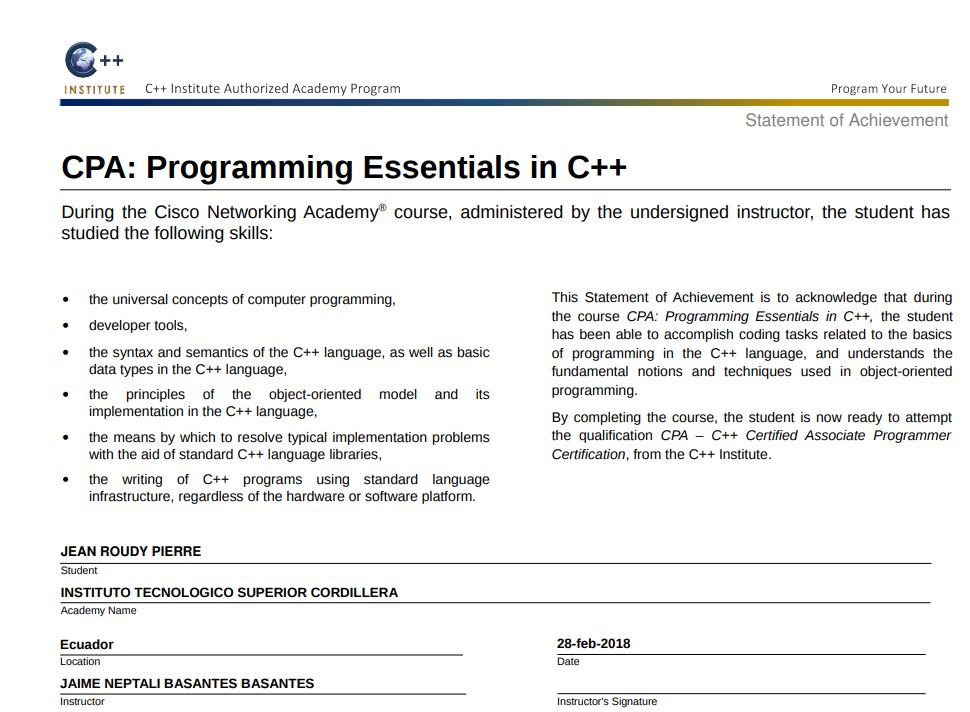 C++
INSTITUTE
C++ Institute Authorized Academy Program
Program Your Future
Statement of Achievement
CPA: Programming Essentials in C++
During the Cisco Networking Academy® course, administered by the undersigned instructor, the student has
studied the following skills:
• the universal concepts of computer programming,
• developer tools,
• the syntax and semantics of the C++ language, as well as basic
data types in the C++ language,
• the principles of the object-oriented model and its
implementation in the C++ language,
• the means by which to resolve typical implementation problems
with the aid of standard C++ language libraries,
• the writing of C++ programs using standard language
infrastructure, regardless of the hardware or software platform.
This Statement of Achievement is to acknowledge that during
the course CPA: Programming Essentials in C++, the student
has been able to accomplish coding tasks related to the basics
of programming in the C++ language, and understands the
fundamental notions and techniques used in object-oriented
programming.
By completing the course, the student is now ready to attempt
the qualification CPA – C++ Certified Associate Programmer
Certification, from the C++ Institute.
JEAN ROUDY PIERRE
Student
INSTITUTO TECNOLOGICO SUPERIOR CORDILLERA
Academy Name
Ecuador
Location
28-feb-2018
Date
JAIME NEPTALI BASANTES BASANTES
Instructor
Instructor's Signature